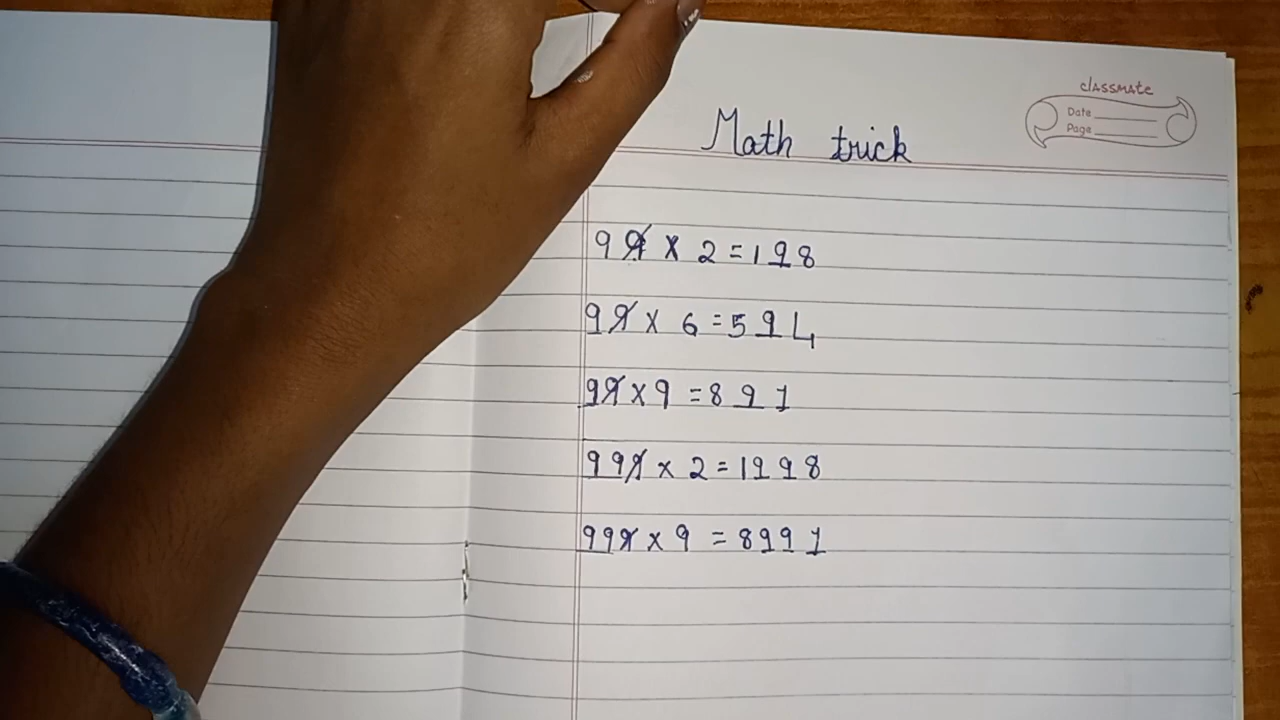 classmate
Date
Page
Math trick
99 x 2 = 198
99 x 6 = 594
99 x 9 = 891
999 x 2 = 1998
999 x 9 = 8991